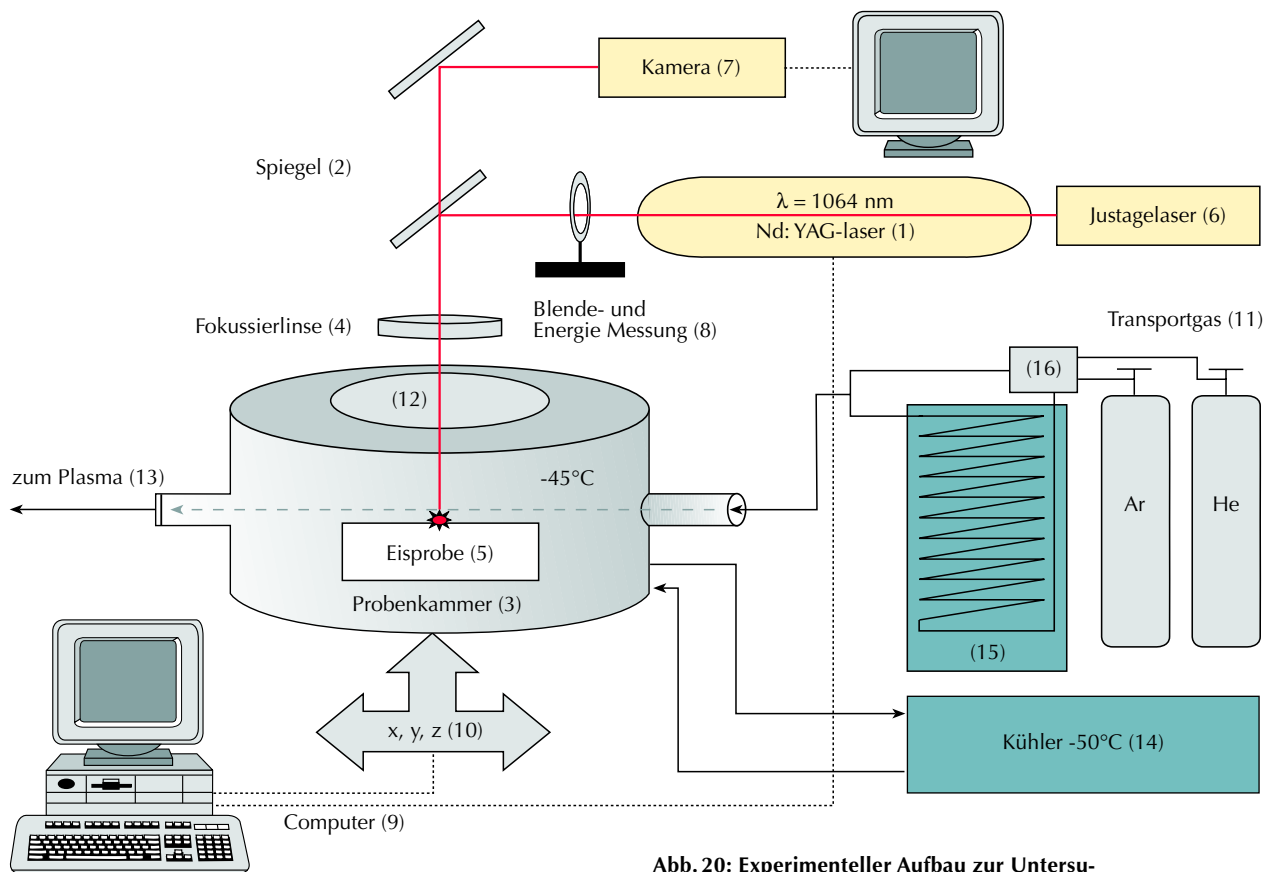 Kamera (7)
Spiegel (2)
λ = 1064 nm
Nd: YAG-laser (1)
Justagelaser (6)
Blende- und
Energie Messung (8)
Fokussierlinse (4)
Transportgas (11)
(16)
(12)
zum Plasma (13)
-45°C
Ar
He
Eisprobe (5)
Probenkammer (3)
(15)
x, y, z (10)
Kühler -50°C (14)
Computer (9)
Abb. 20: Experimenteller Aufbau zur Untersu-